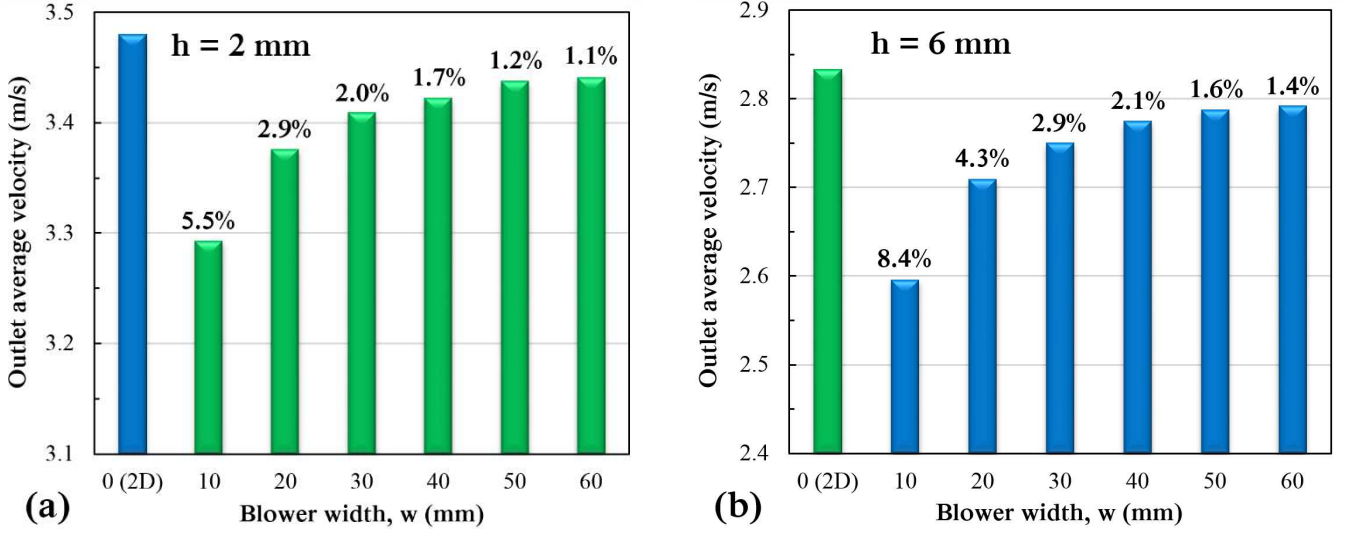 h = 2 mm
Outlet average velocity (m/s)
3.5
3.4
3.3
3.2
3.1
5.5%
2.9%
2.0%
1.7%
1.2%
1.1%
0 (2D) 10 20 30 40 50 60
Blower width, w (mm)
(a)
h = 6 mm
Outlet average velocity (m/s)
2.9
2.8
2.7
2.6
2.5
2.4
8.4%
4.3%
2.9%
2.1%
1.6%
1.4%
0 (2D) 10 20 30 40 50 60
Blower width, w (mm)
(b)